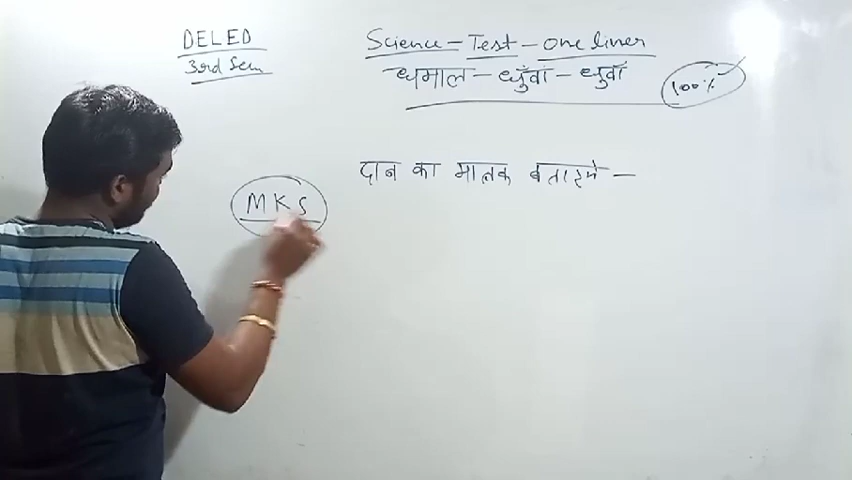 DELED
3rd Sem
Science - Test - One liner
धमाल - धुँवा - धुवाँ
100%
दाब का मात्रक बताइये -
MKS